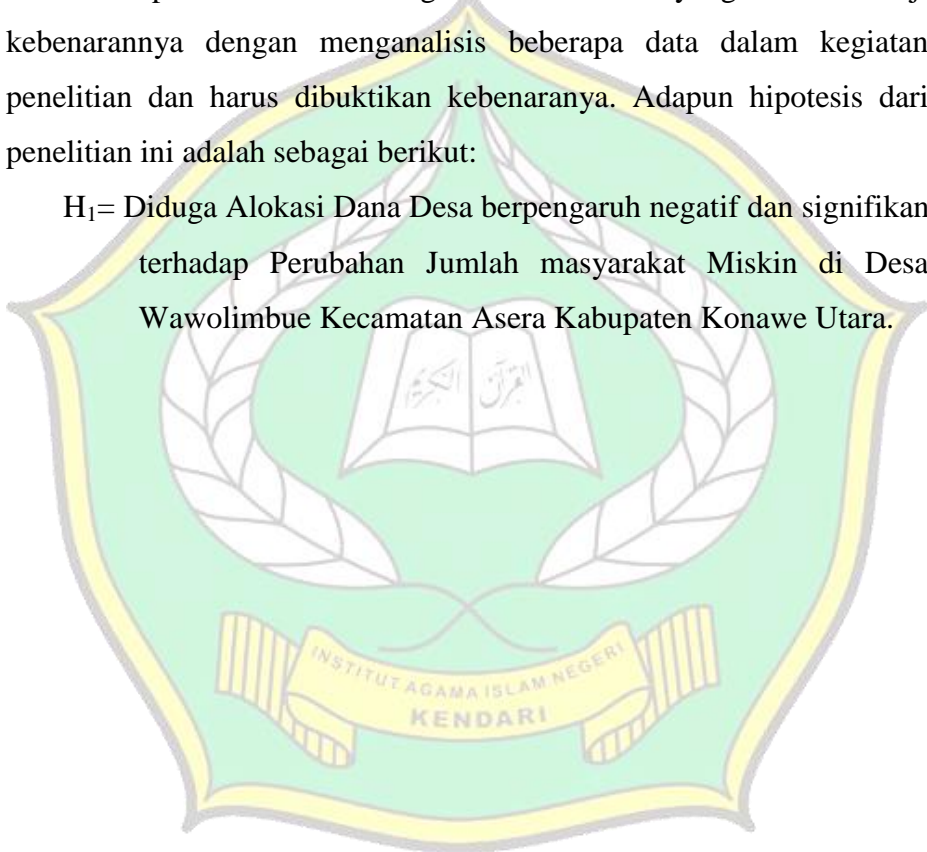 kebenarannya dengan menganalisis beberapa data dalam kegiatan
penelitian dan harus dibuktikan kebenaranya. Adapun hipotesis dari
penelitian ini adalah sebagai berikut:
H₁= Diduga Alokasi Dana Desa berpengaruh negatif dan signifikan
terhadap Perubahan Jumlah masyarakat Miskin di Desa
Wawolimbue Kecamatan Asera Kabupaten Konawe Utara.
القرآن الكريم
INSTITUT AGAMA ISLAM NEGERI
KENDARI